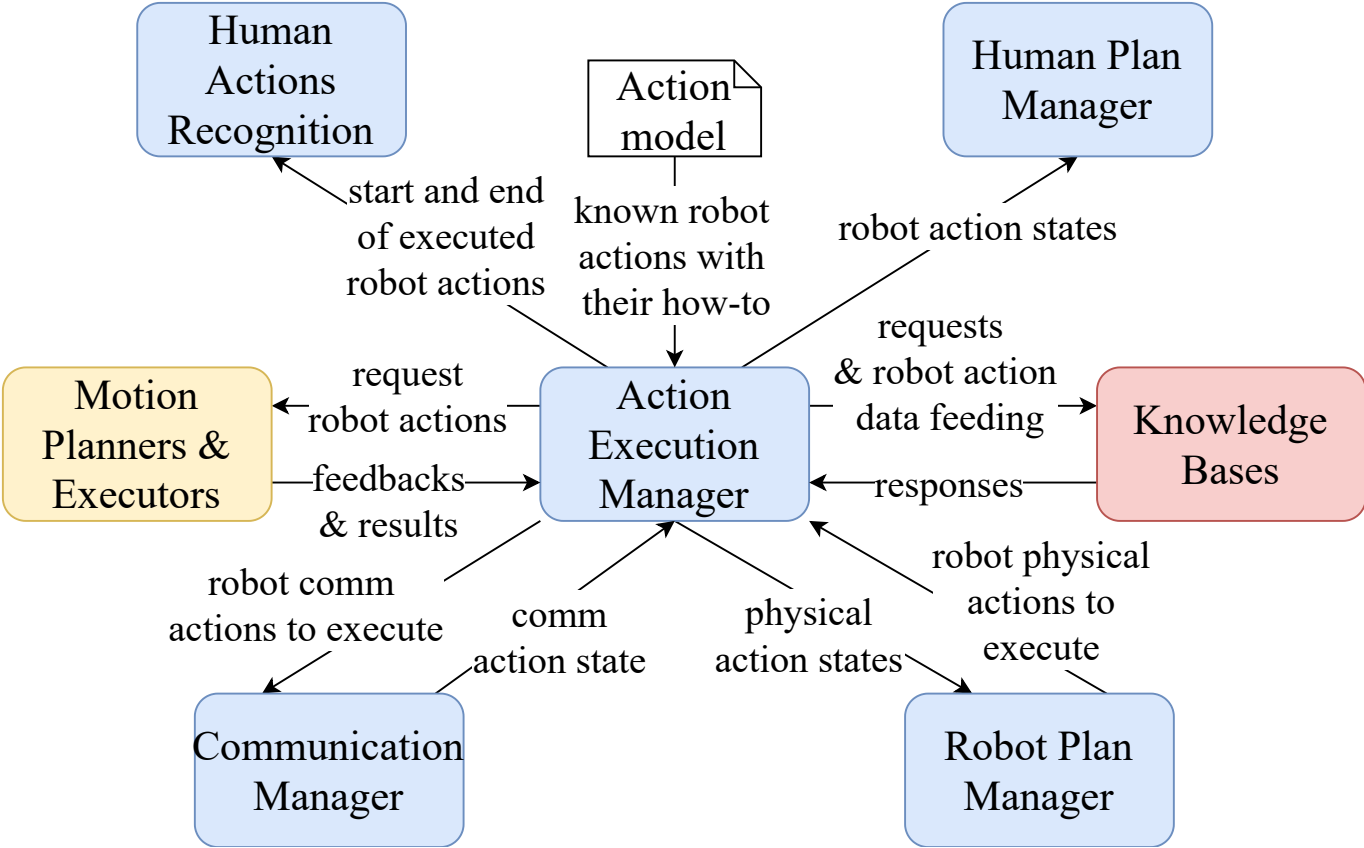 Human
Actions
Recognition
Action
model
Human Plan
Manager
start and end
of executed
robot actions
known robot
actions with
their how-to
robot action states
requests
& robot action
data feeding
request
robot actions
Motion
Planners &
Executors
Action
Execution
Manager
Knowledge
Bases
feedbacks
& results
responses
robot comm
actions to execute
comm
action state
physical
action states
robot physical
actions to
execute
Communication
Manager
Robot Plan
Manager